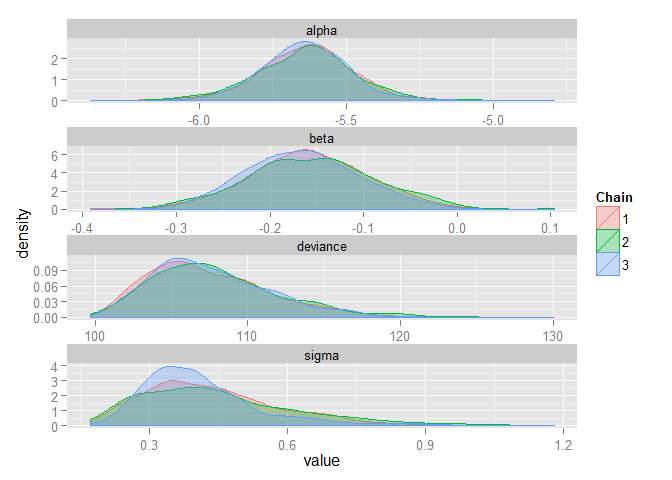 alpha
2
1
0
-6.0 -5.5 -5.0
beta
6
4
2
0
-0.4 -0.3 -0.2 -0.1 0.0 0.1
deviance
0.09
0.06
0.03
0.00
100 110 120 130
sigma
4
3
2
1
0
0.3 0.6 0.9 1.2
value
density
Chain
1
2
3